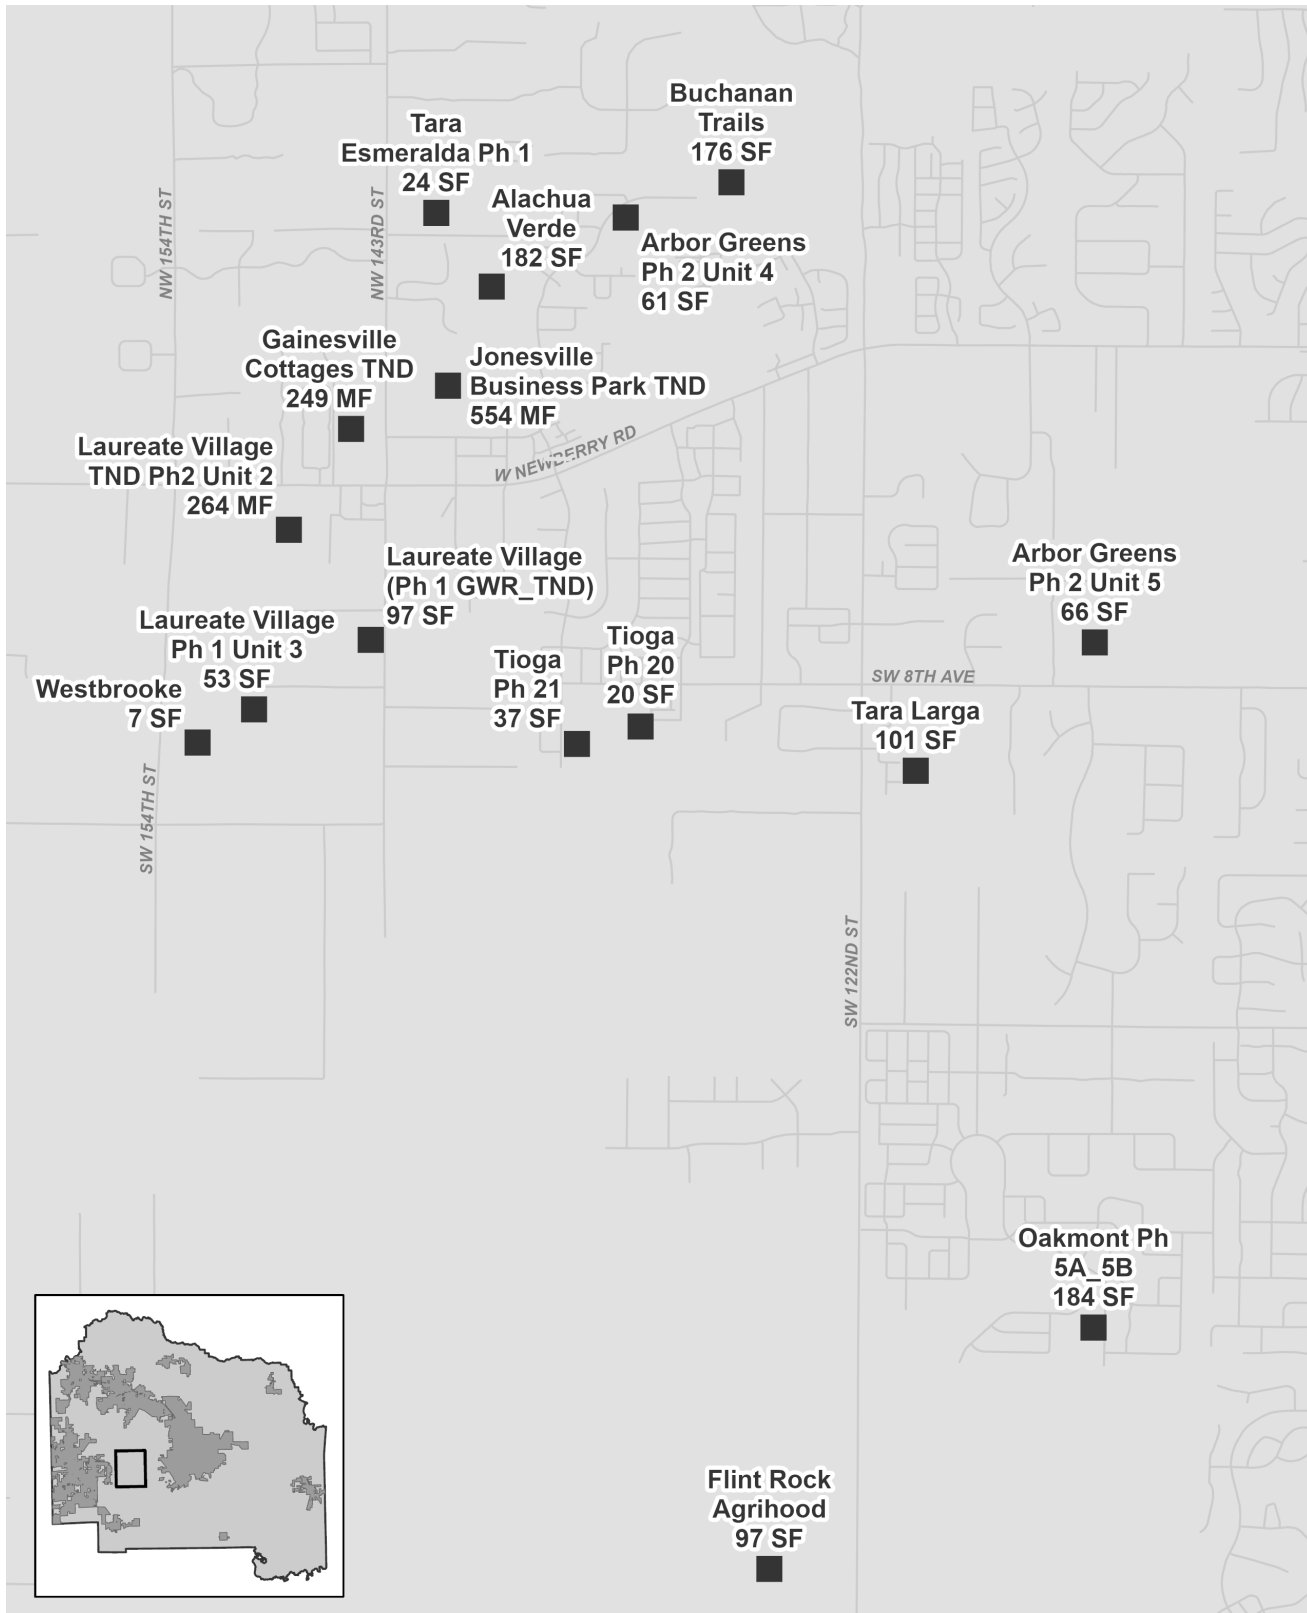 Buchanan
Trails
176 SF
Tara
Esmeralda Ph 1
24 SF
Alachua
Verde
182 SF
Arbor Greens
Ph 2 Unit 4
61 SF
NW 154TH ST
NW 143RD ST
Gainesville
Cottages TND
249 MF
Jonesville
Business Park TND
554 MF
W NEWBERRY RD
Laureate Village
TND Ph2 Unit 2
264 MF
Laureate Village
(Ph 1 GWR_TND)
97 SF
Arbor Greens
Ph 2 Unit 5
66 SF
Laureate Village
Ph 1 Unit 3
53 SF
Tioga
Ph 20
20 SF
Tioga
Ph 21
37 SF
Westbrooke
7 SF
SW 8TH AVE
Tara Larga
101 SF
SW 154TH ST
SW 122ND ST
Oakmont Ph
5A_5B
184 SF
Flint Rock
Agrihood
97 SF